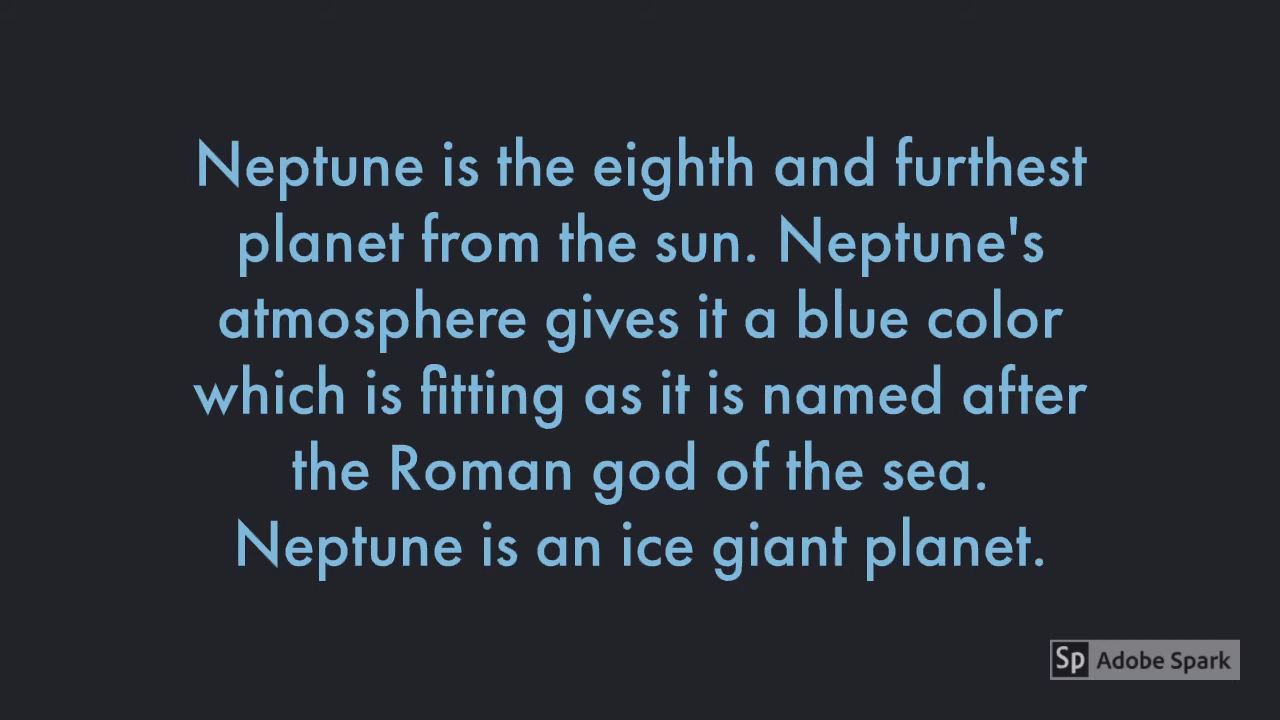 Neptune is the eighth and furthest
planet from the sun. Neptune's
atmosphere gives it a blue color
which is fitting as it is named after
the Roman god of the sea.
Neptune is an ice giant planet.
Sp Adobe Spark